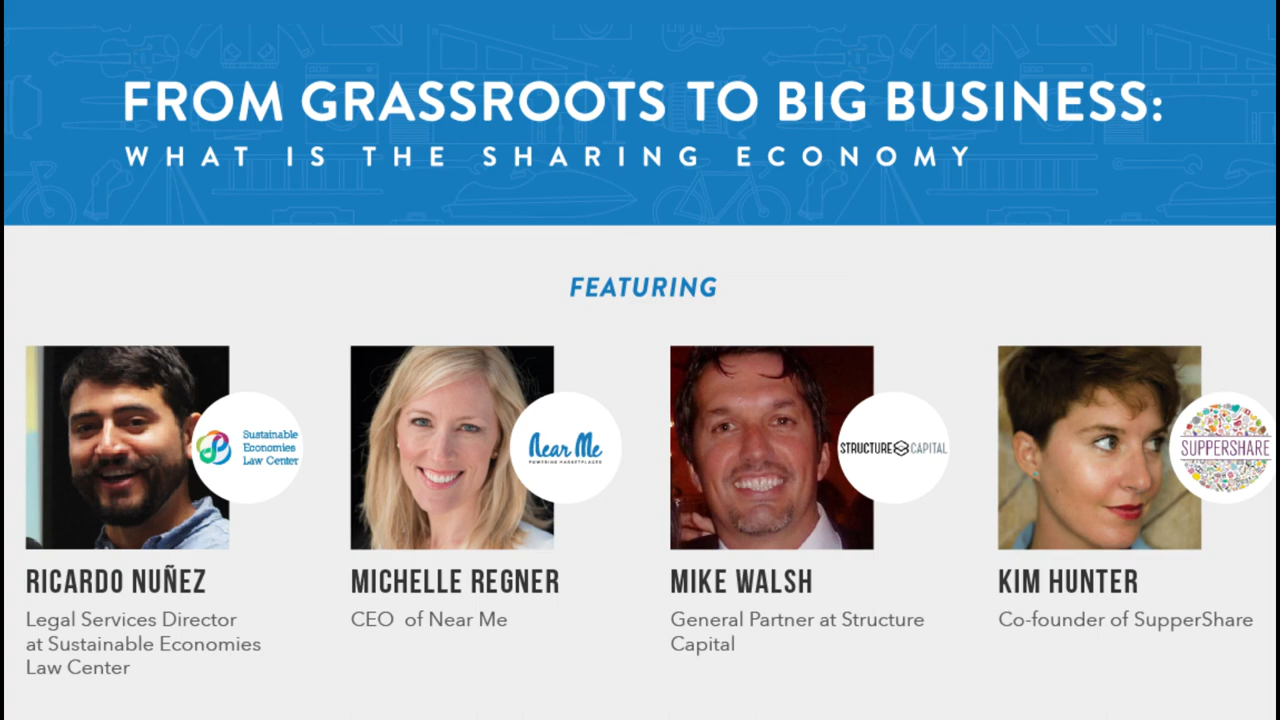 FROM GRASSROOTS TO BIG BUSINESS:
WHAT IS THE SHARING ECONOMY
FEATURING
Sustainable
Economies
Law Center
Near Me
POWERING MARKETPLACES
STRUCTURE CAPITAL
SUPPERSHARE
RICARDO NUÑEZ
Legal Services Director
at Sustainable Economies
Law Center
MICHELLE REGNER
CEO of Near Me
MIKE WALSH
General Partner at Structure
Capital
KIM HUNTER
Co-founder of SupperShare